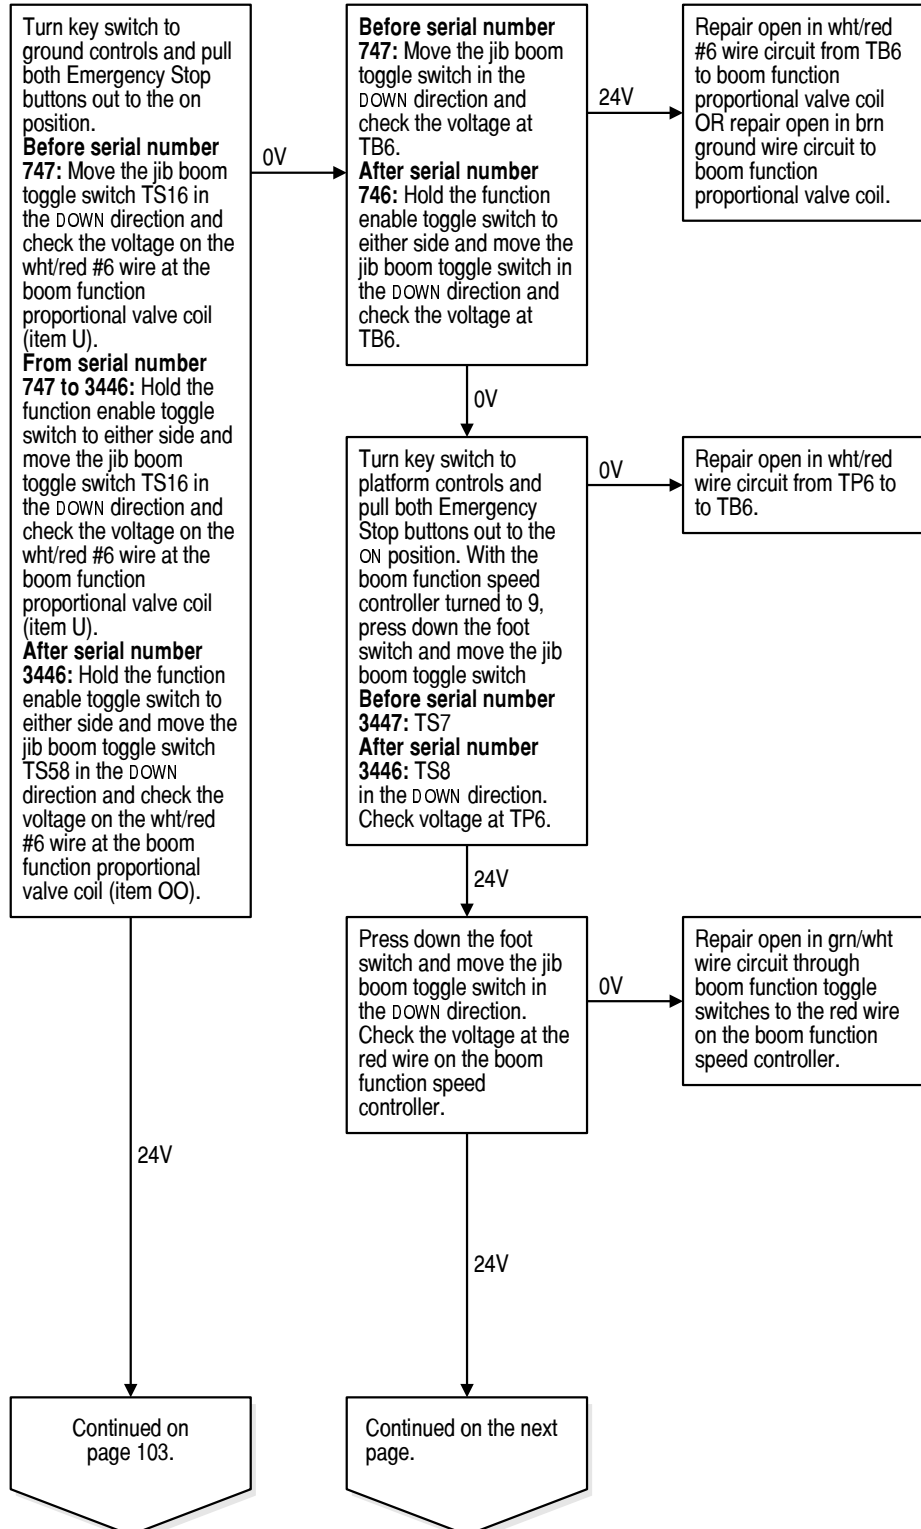 Turn key switch to
ground controls and pull
both Emergency Stop
buttons out to the on
position.
Before serial number
747: Move the jib boom
toggle switch TS16 in
the DOWN direction and
check the voltage on the
wht/red #6 wire at the
boom function
proportional valve coil
(item U).
From serial number
747 to 3446: Hold the
function enable toggle
switch to either side and
move the jib boom
toggle switch TS16 in
the DOWN direction and
check the voltage on the
wht/red #6 wire at the
boom function
proportional valve coil
(item U).
After serial number
3446: Hold the function
enable toggle switch to
either side and move the
jib boom toggle switch
TS58 in the DOWN
direction and check the
voltage on the wht/red
#6 wire at the boom
function proportional
valve coil (item OO).
0V
Before serial number
747: Move the jib boom
toggle switch in the
DOWN direction and
check the voltage at
TB6.
After serial number
746: Hold the function
enable toggle switch to
either side and move the
jib boom toggle switch in
the DOWN direction and
check the voltage at
TB6.
24V
Repair open in wht/red
#6 wire circuit from TB6
to boom function
proportional valve coil
OR repair open in brn
ground wire circuit to
boom function
proportional valve coil.
0V
Turn key switch to
platform controls and
pull both Emergency
Stop buttons out to the
ON position. With the
boom function speed
controller turned to 9,
press down the foot
switch and move the jib
boom toggle switch
Before serial number
3447: TS7
After serial number
3446: TS8
in the DOWN direction.
Check voltage at TP6.
0V
Repair open in wht/red
wire circuit from TP6 to
to TB6.
24V
Press down the foot
switch and move the jib
boom toggle switch in
the DOWN direction.
Check the voltage at the
red wire on the boom
function speed
controller.
0V
Repair open in grn/wht
wire circuit through
boom function toggle
switches to the red wire
on the boom function
speed controller.
24V
24V
Continued on
page 103.
Continued on the next
page.